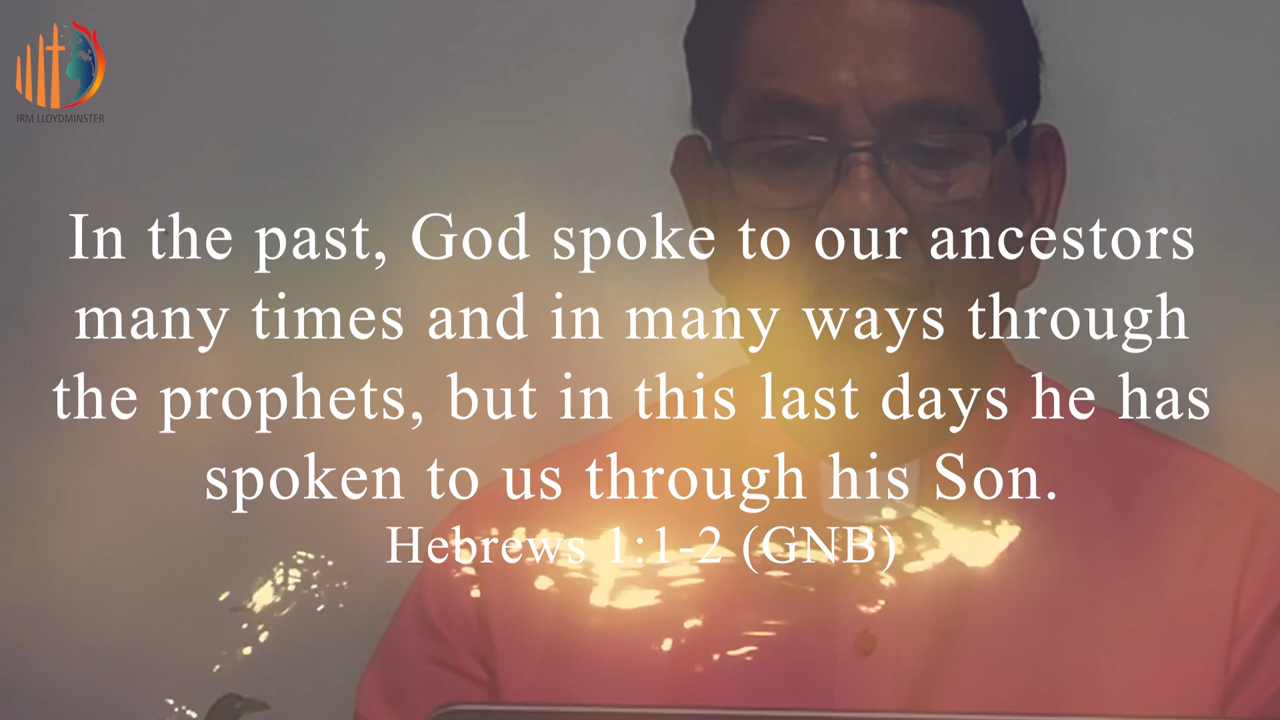 IRM LLOYDMINSTER
In the past, God spoke to our ancestors
many times and in many ways through
the prophets, but in this last days he has
spoken to us through his Son.
Hebrews 1:1-2 (GNB)